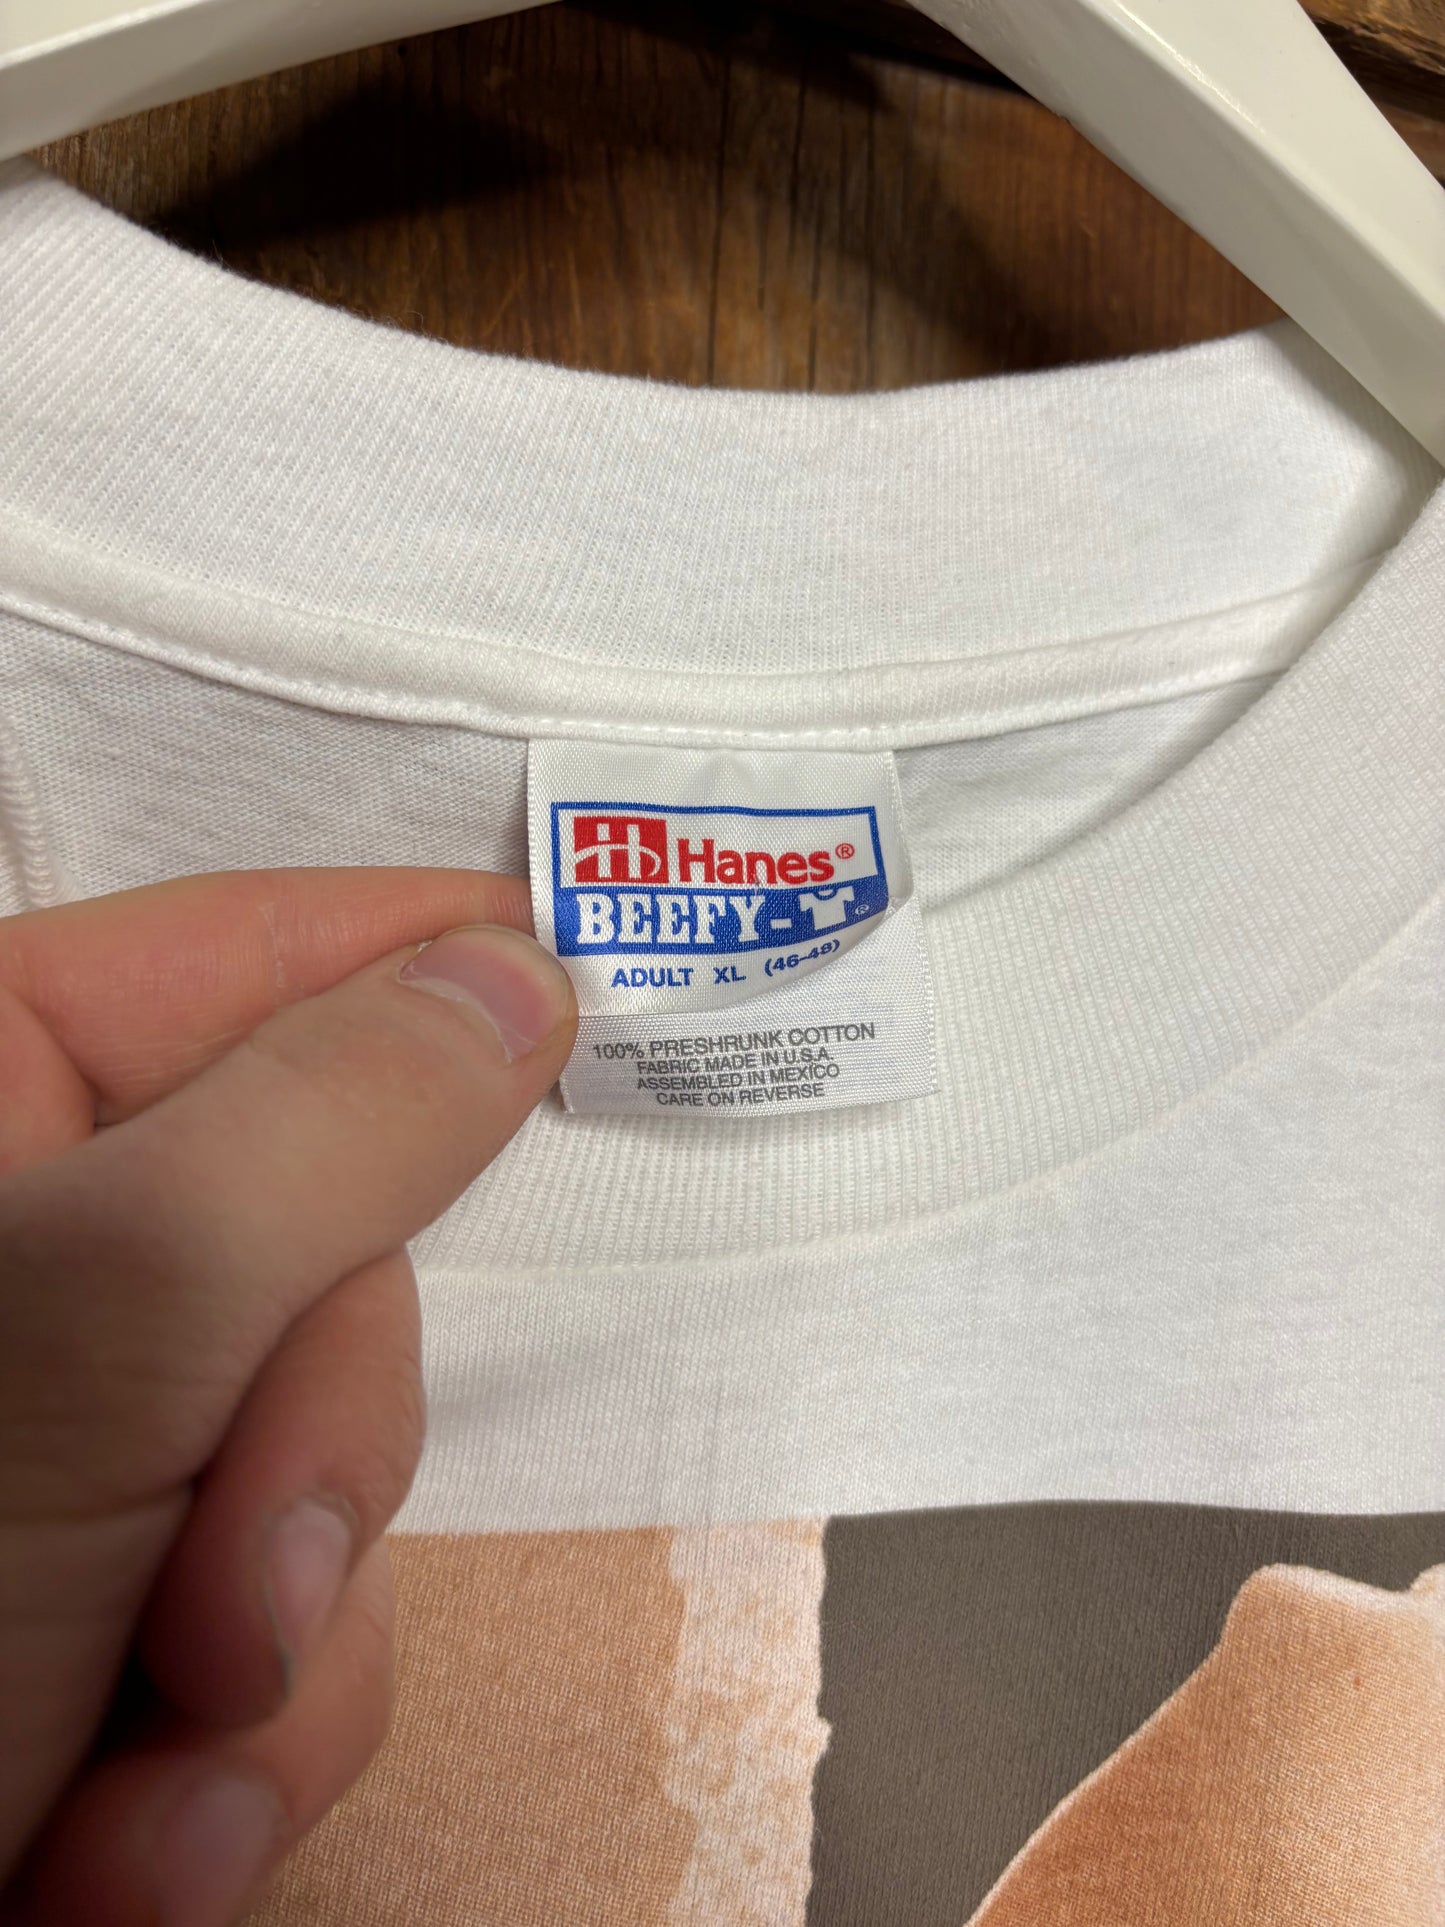 Hanes®
BEEFY-T®
ADULT XL (46-48)
100% PRESHRUNK COTTON
FABRIC MADE IN U.S.A.
ASSEMBLED IN MEXICO
CARE ON REVERSE